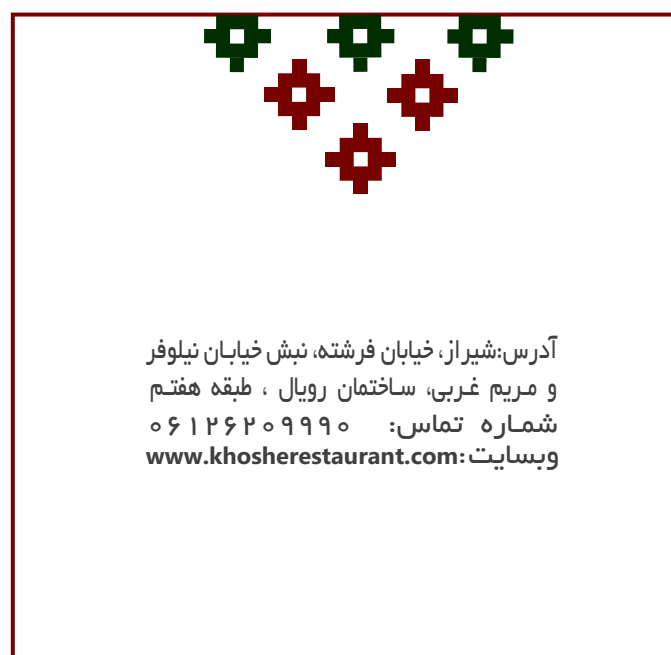 آدرس:شیراز، خیابان فرشته، نبش خیابان نیلوفر
و مریم غربی، ساختمان رویال ، طبقه هفتم
شماره تماس: ۰۶۱۲۶۲۰۹۹۹۰
وبسایت:www.khosherestaurant.com